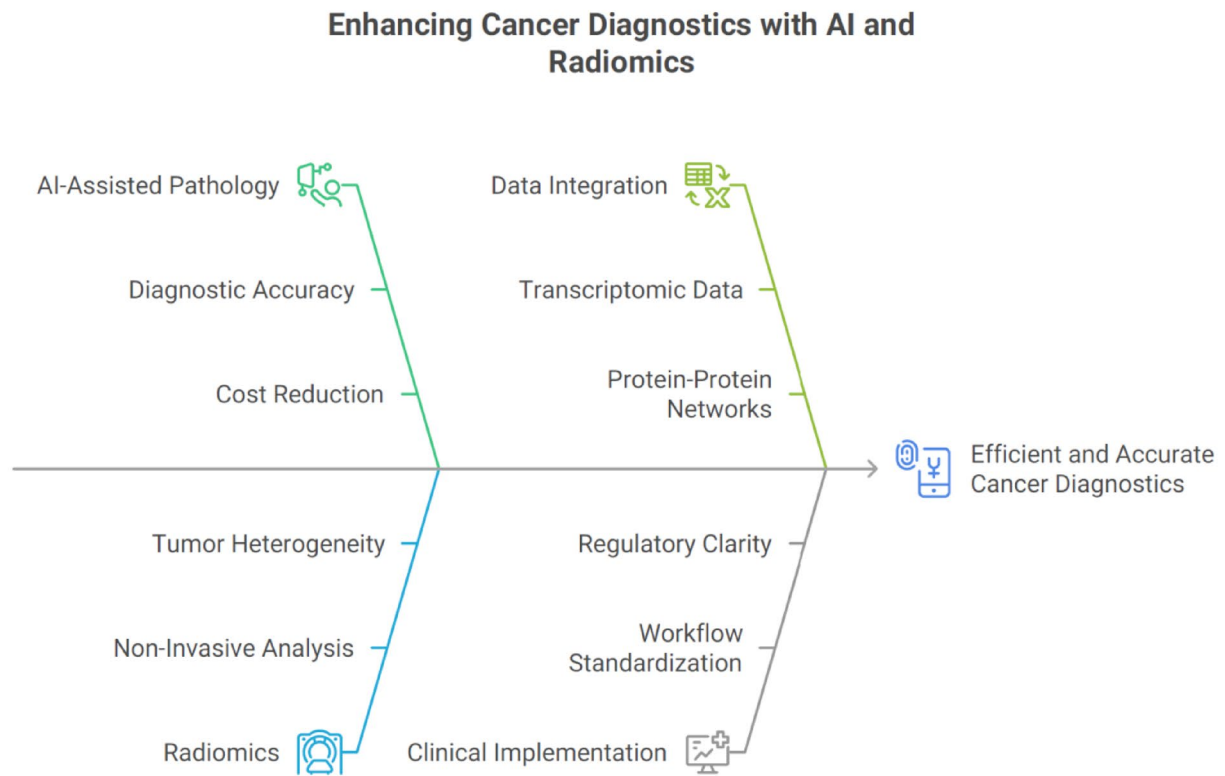 Enhancing Cancer Diagnostics with AI and
Radiomics
AI-Assisted Pathology
Data Integration
Diagnostic Accuracy
Transcriptomic Data
Cost Reduction
Protein-Protein
Networks
Efficient and Accurate
Cancer Diagnostics
Tumor Heterogeneity
Regulatory Clarity
Non-Invasive Analysis
Workflow
Standardization
Radiomics
Clinical Implementation